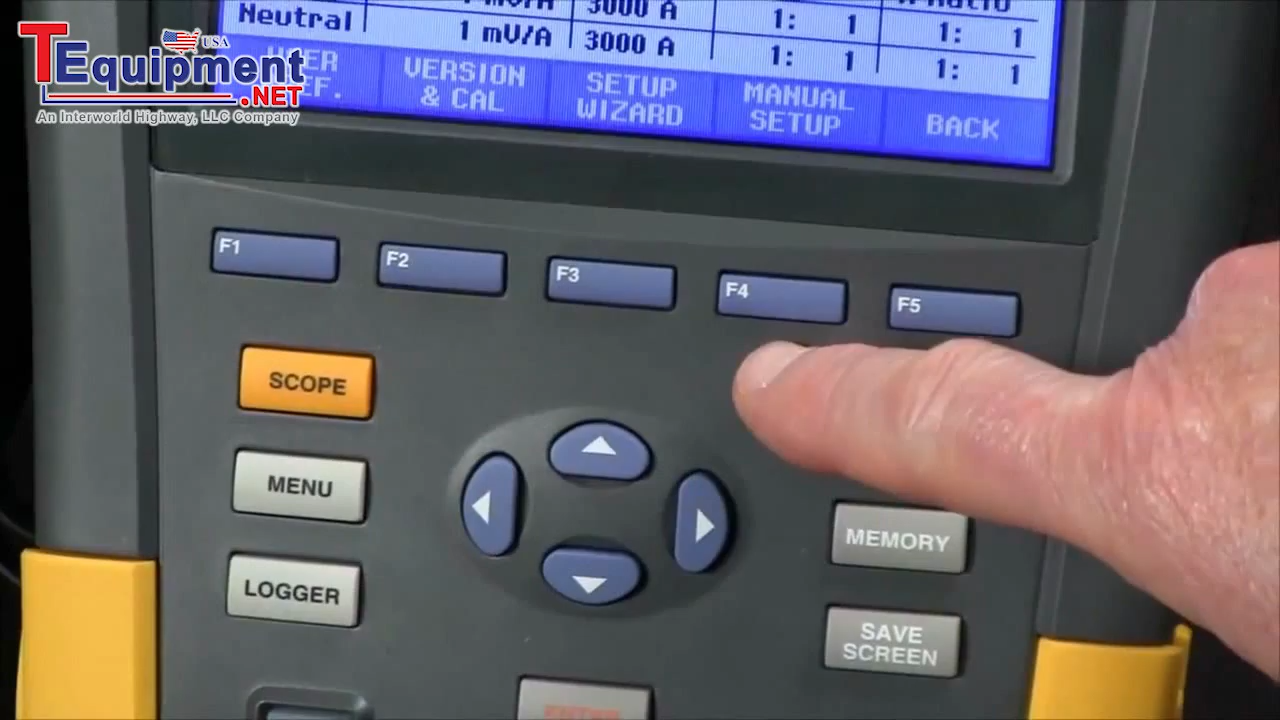 TEquipment
USA
.NET
An Interworld Highway, LLC Company
1 mV/A 3000 A 1: 1 1: 1
Neutral 1 mV/A 3000 A 1: 1 1: 1
VERSION
& CAL
SETUP
WIZARD
MANUAL
SETUP
BACK
F1
F2
F3
F4
F5
SCOPE
MENU
LOGGER
MEMORY
SAVE
SCREEN